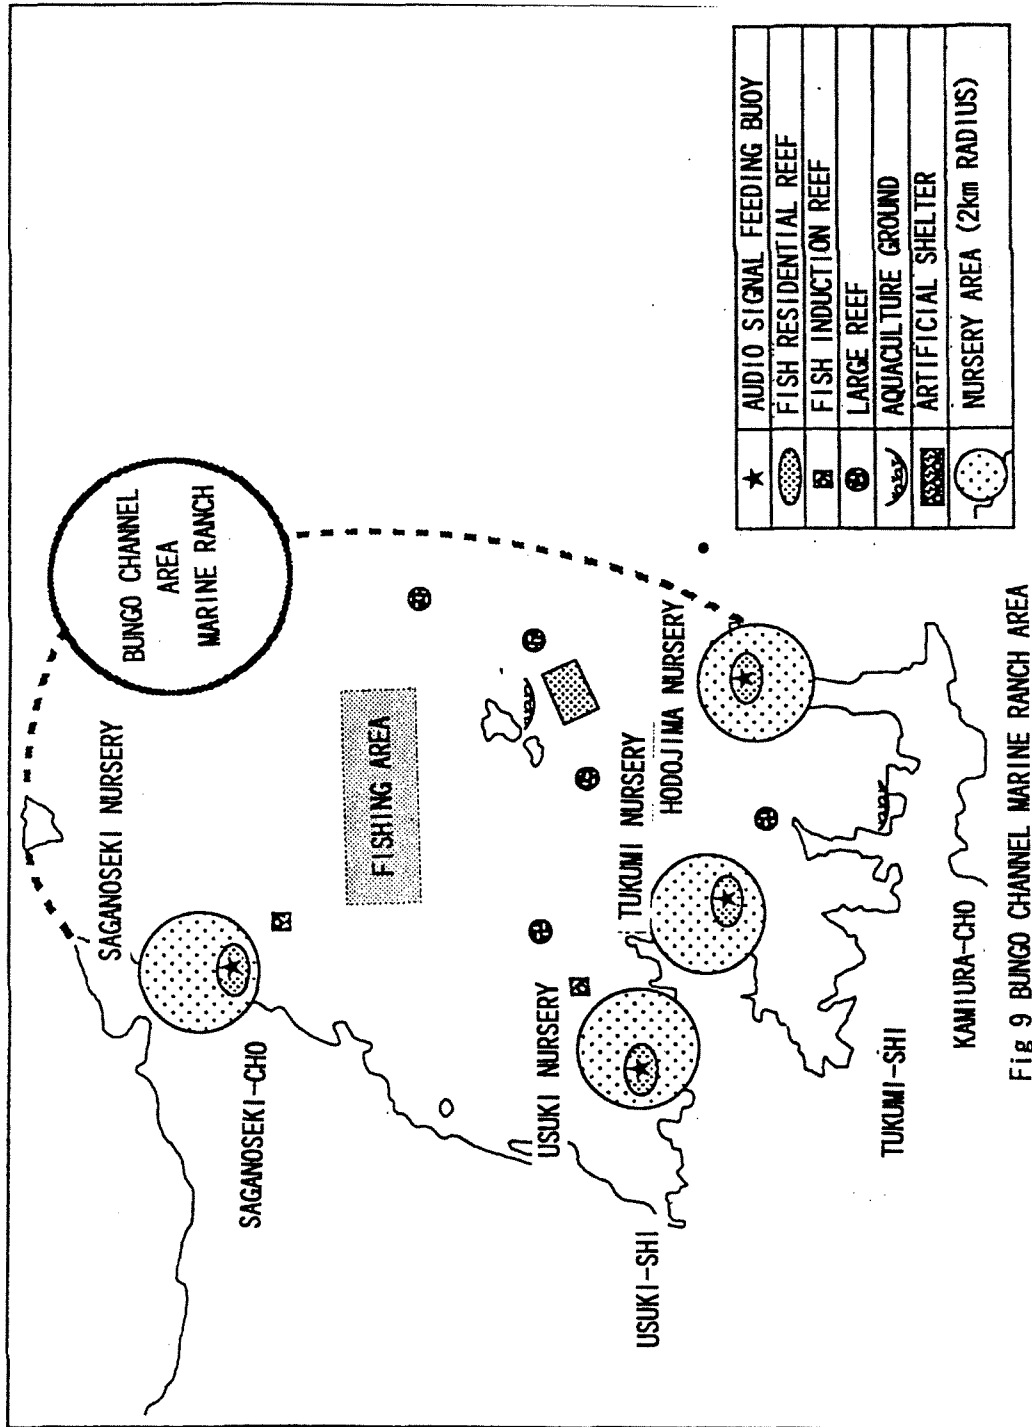 BUNGO CHANNEL
AREA
MARINE RANCH
SAGANOSEKI NURSERY
SAGANOSEKI-CHO
FISHING AREA
USUKI NURSERY
USUKI-SHI
TUKUMI NURSERY
HODOJIMA NURSERY
TUKUMI-SHI
KAMIURA-CHO
AUDIO SIGNAL FEEDING BUOY
FISH RESIDENTIAL REEF
FISH INDUCTION REEF
LARGE REEF
AQUACULTURE GROUND
ARTIFICIAL SHELTER
NURSERY AREA (2km RADIUS)
Fig 9 BUNGO CHANNEL MARINE RANCH AREA